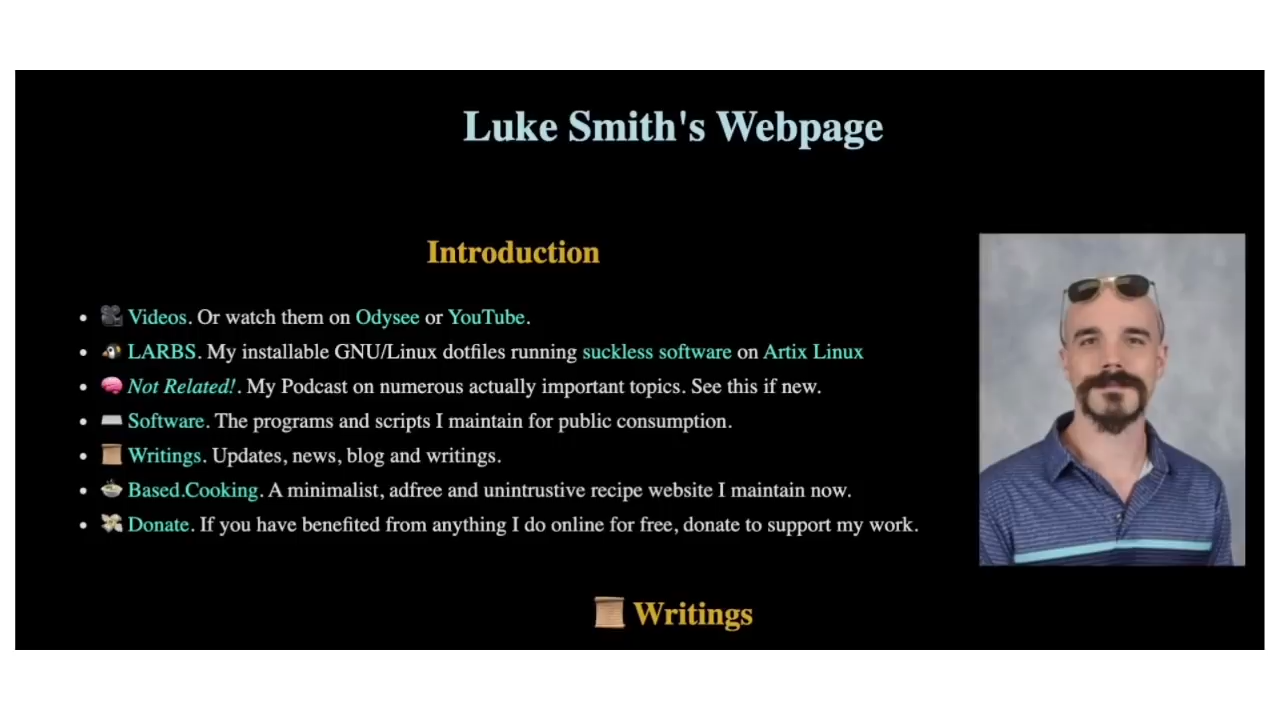 Luke Smith's Webpage
Introduction
Videos. Or watch them on Odysee or YouTube.
LARBS. My installable GNU/Linux dotfiles running suckless software on Artix Linux
Not Related!. My Podcast on numerous actually important topics. See this if new.
Software. The programs and scripts I maintain for public consumption.
Writings. Updates, news, blog and writings.
Based.Cooking. A minimalist, adfree and unintrustive recipe website I maintain now.
Donate. If you have benefited from anything I do online for free, donate to support my work.
Writings